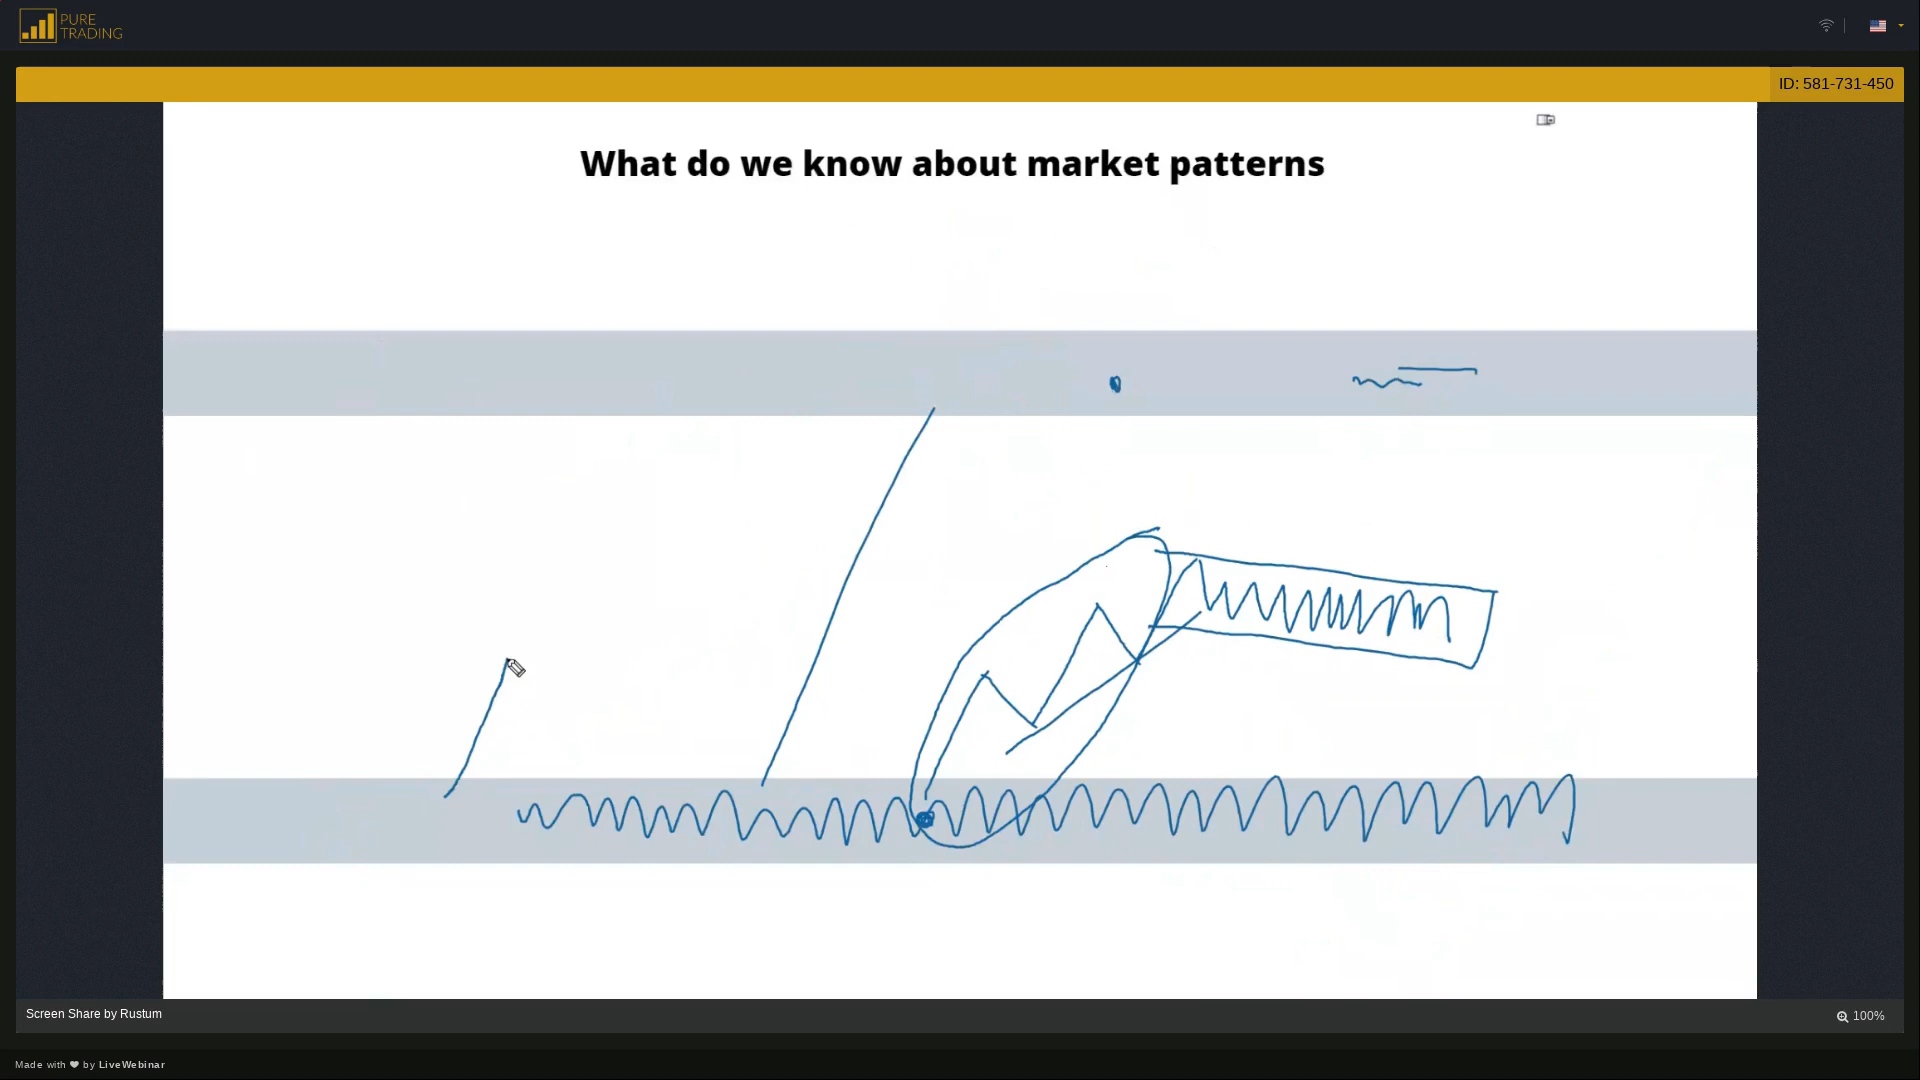 PURE
TRADING
ID: 581-731-450
What do we know about market patterns
Screen Share by Rustum
100%
Made with ❤ by LiveWebinar